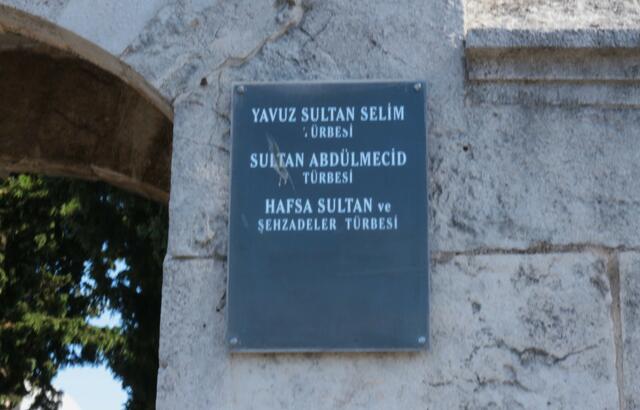 YAVUZ SULTAN SELİM
TÜRBESİ
SULTAN ABDÜLMECİD
TÜRBESİ
HAFSA SULTAN ve
ŞEHZADELER TÜRBESİ